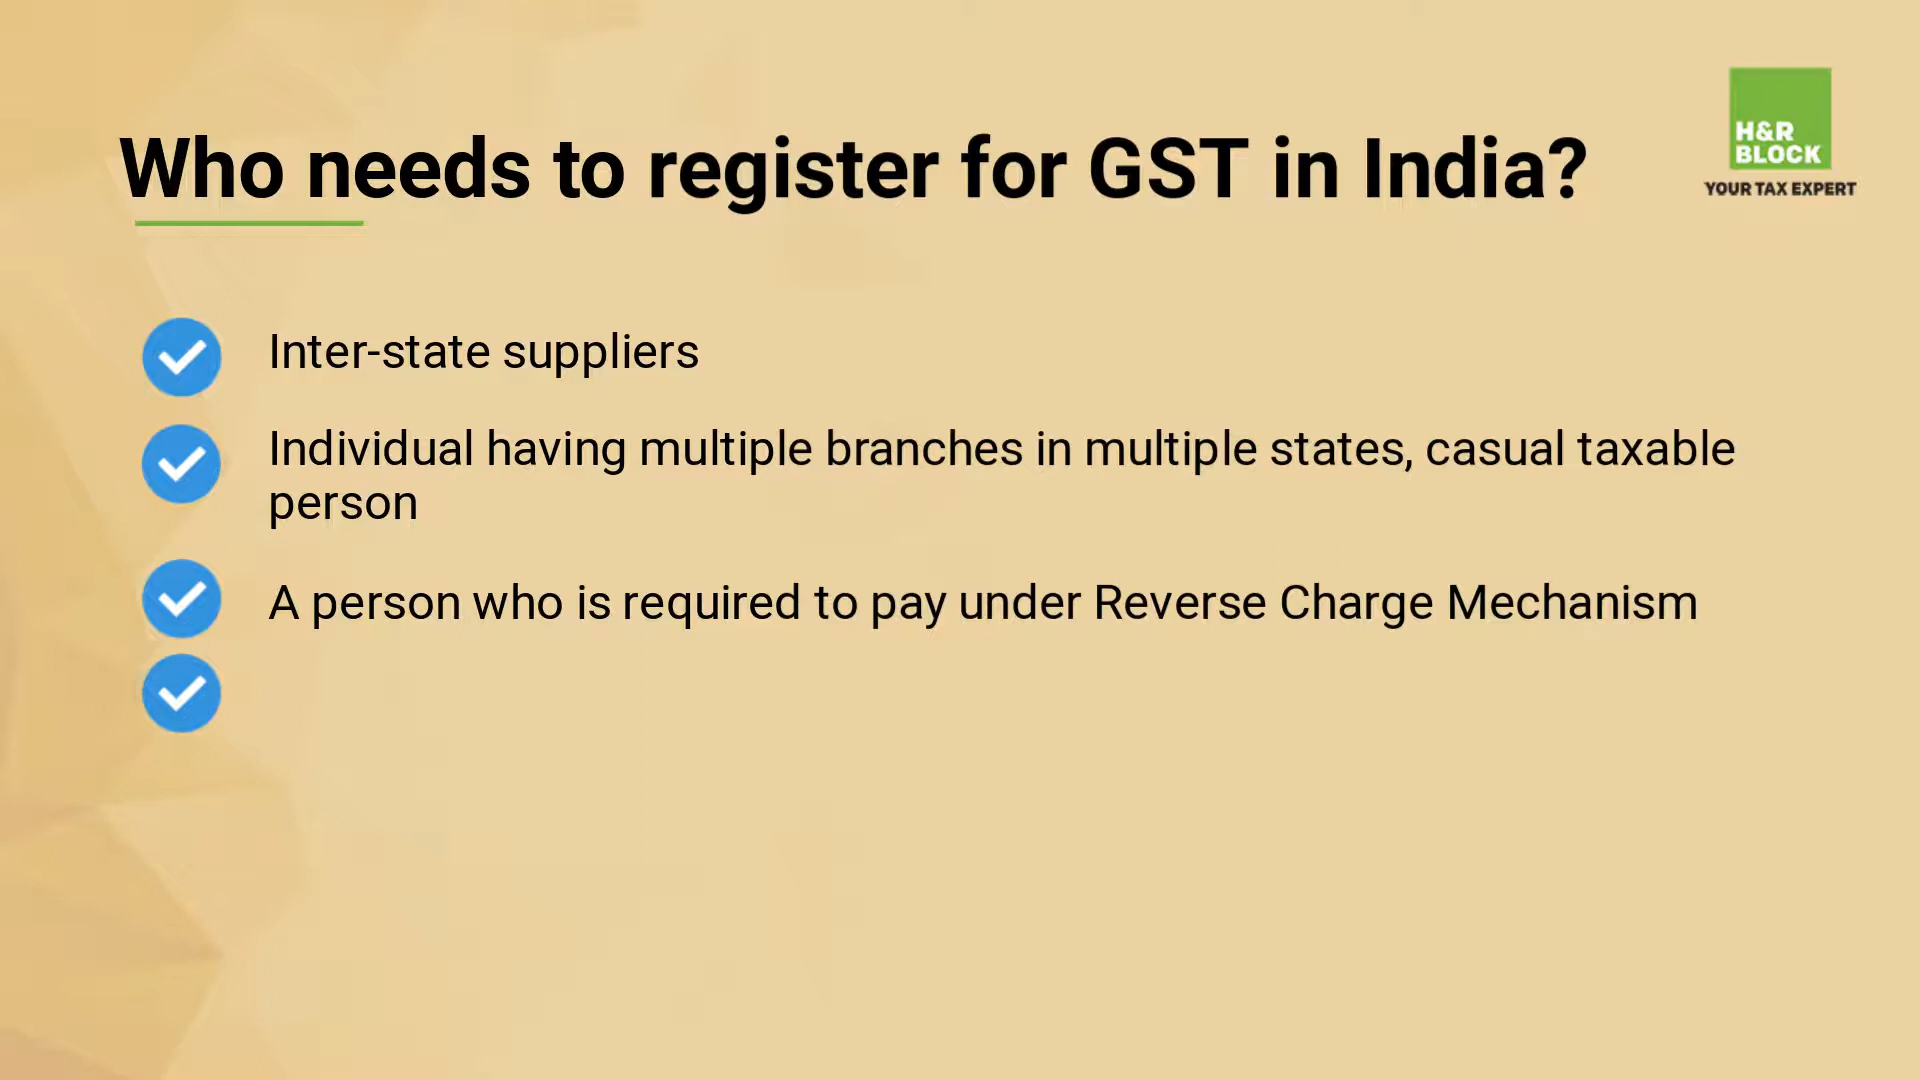 Who needs to register for GST in India?
H&R
BLOCK
YOUR TAX EXPERT
Inter-state suppliers
Individual having multiple branches in multiple states, casual taxable
person
A person who is required to pay under Reverse Charge Mechanism